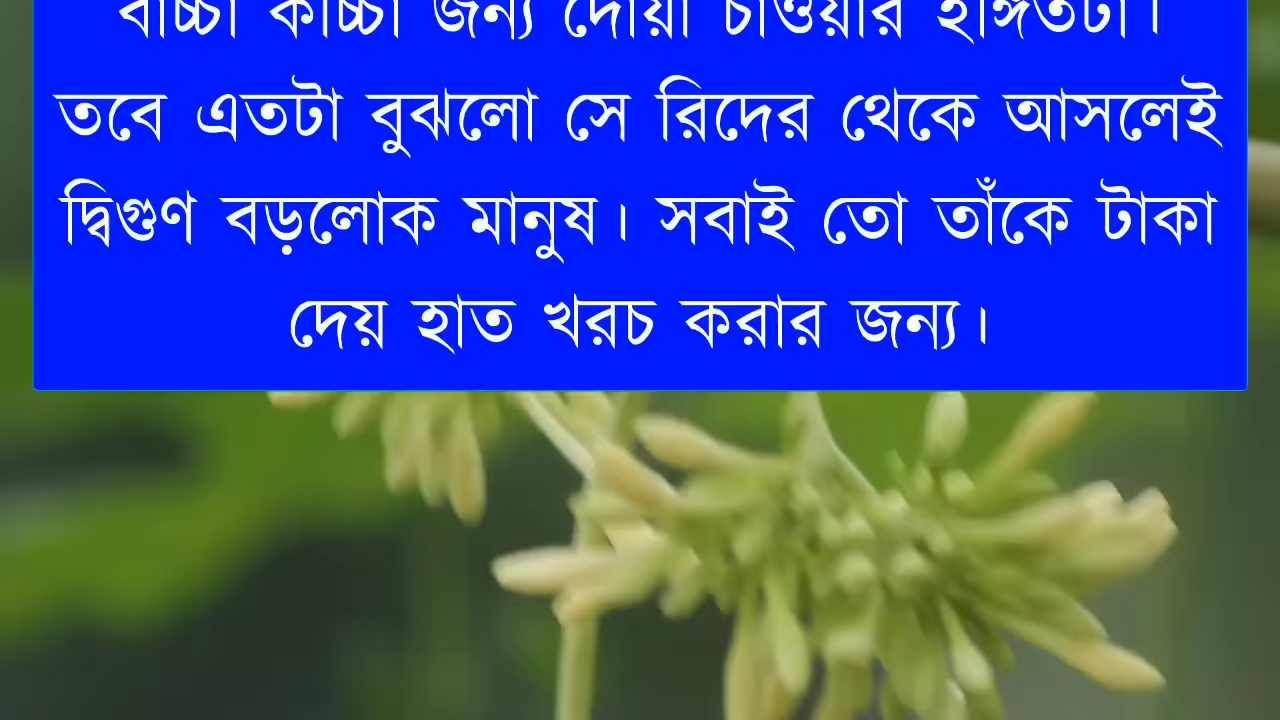 বাচ্চা কাচ্চা জন্য দোয়া চাওয়ার ইঙ্গিতটা।
তবে এতটা বুঝলো সে রিদের থেকে আসলেই
দ্বিগুণ বড়লোক মানুষ। সবাই তো তাঁকে টাকা
দেয় হাত খরচ করার জন্য।